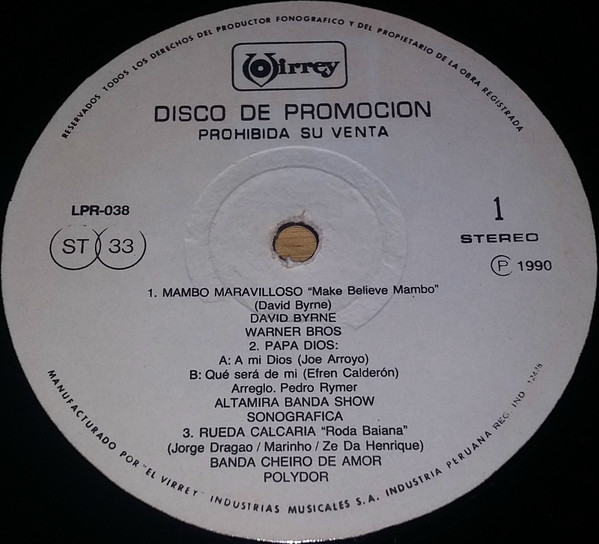 RESERVADOS TODOS LOS DERECHOS DEL PRODUCTOR FONOGRAFICO Y DEL PROPIETARIO DE LA OBRA REGISTRADA
Virrey
DISCO DE PROMOCION
PROHIBIDA SU VENTA
LPR-038
ST 33
1
STEREO
Ⓟ 1990
1. MAMBO MARAVILLOSO "Make Believe Mambo"
(David Byrne)
DAVID BYRNE
WARNER BROS
2. PAPA DIOS:
A: A mi Dios (Joe Arroyo)
B: Qué será de mi (Efren Calderón)
Arreglo. Pedro Rymer
ALTAMIRA BANDA SHOW
SONOGRAFICA
3. RUEDA CALCARIA "Roda Baiana"
(Jorge Dragao / Marinho / Ze Da Henrique)
BANDA CHEIRO DE AMOR
POLYDOR
MANUFACTURADO POR "EL VIRREY" INDUSTRIAS MUSICALES S.A. INDUSTRIA PERUANA REG. IND.